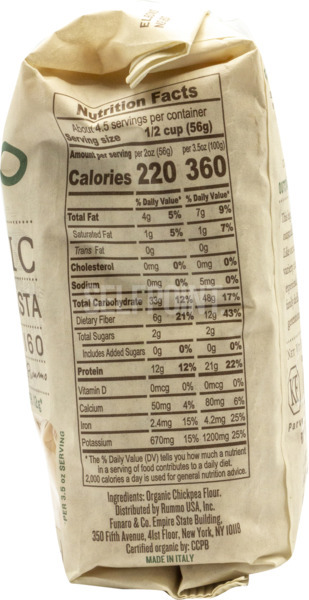 Nutrition Facts
About 4.5 servings per container
Serving size 1/2 cup (56g)
Amount per serving per 2oz (56g) per 3.5oz (100g)
Calories 220 360
% Daily Value* % Daily Value*
Total Fat 4g 5% 7g 9%
Saturated Fat 1g 5% 1g 7%
Trans Fat 0g 0g
Cholesterol 0mg 0% 0mg 0%
Sodium 0mg 0% 5mg 0%
Total Carbohydrate 33g 12% 48g 17%
Dietary Fiber 6g 21% 12g 43%
Total Sugars 2g 2g
Includes Added Sugars 0g 0% 0g 0%
Protein 12g 12% 21g 22%
Vitamin D 0mcg 0% 0mcg 0%
Calcium 50mg 4% 80mg 6%
Iron 2,4mg 15% 4,2mg 25%
Potassium 670mg 15% 1200mg 25%
* The % Daily Value (DV) tells you how much a nutrient
in a serving of food contributes to a daily diet.
2,000 calories a day is used for general nutrition advice.
Ingredients: Organic Chickpea Flour.
Distributed by Rummo USA, Inc.
Funaro & Co. Empire State Building,
350 Fifth Avenue, 41st Floor, New York, NY 10118
Certified organic by: CCPB
MADE IN ITALY
PER 3.5 oz SERVING